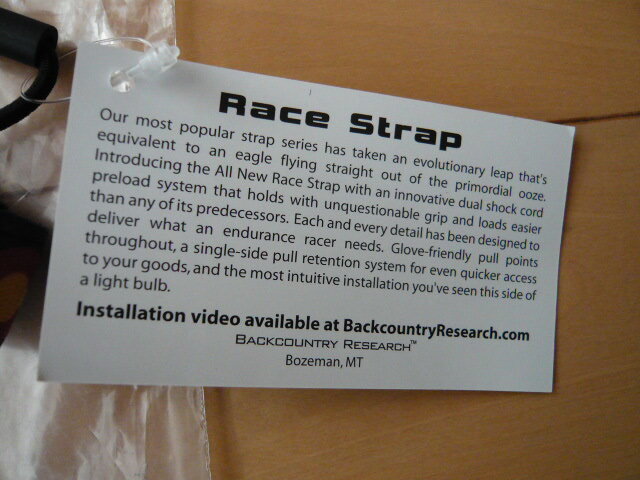 Race Strap
Our most popular strap series has taken an evolutionary leap that's
equivalent to an eagle flying straight out of the primordial ooze.
Introducing the All New Race Strap with an innovative dual shock cord
preload system that holds with unquestionable grip and loads easier
than any of its predecessors. Each and every detail has been designed to
deliver what an endurance racer needs. Glove-friendly pull points
throughout, a single-side pull retention system for even quicker access
to your goods, and the most intuitive installation you've seen this side of
a light bulb.
Installation video available at BackcountryResearch.com
BACKCOUNTRY RESEARCH™
Bozeman, MT